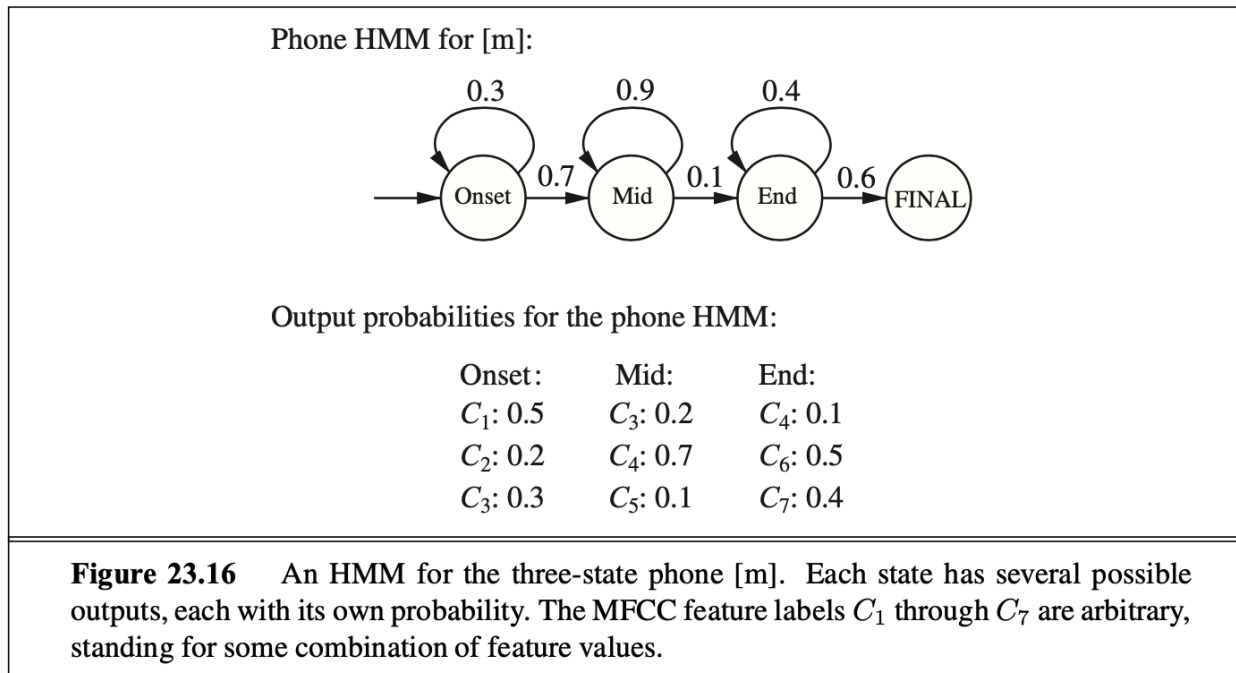 Phone HMM for [m]:
0.3 0.9 0.4
Onset 0.7 Mid 0.1 End 0.6 FINAL
Output probabilities for the phone HMM:
Onset: Mid: End:
C₁: 0.5 C₃: 0.2 C₄: 0.1
C₂: 0.2 C₄: 0.7 C₆: 0.5
C₃: 0.3 C₅: 0.1 C₇: 0.4
Figure 23.16 An HMM for the three-state phone [m]. Each state has several possible
outputs, each with its own probability. The MFCC feature labels C₁ through C₇ are arbitrary,
standing for some combination of feature values.